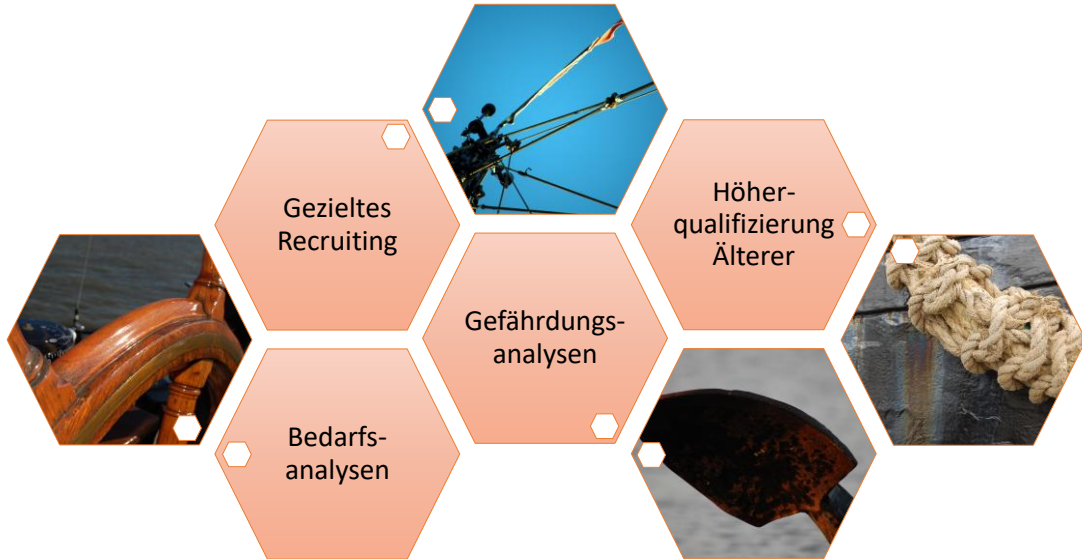 Gezieltes
Recruiting
Höher-
qualifizierung
Älterer
Gefährdungs-
analysen
Bedarfs-
analysen